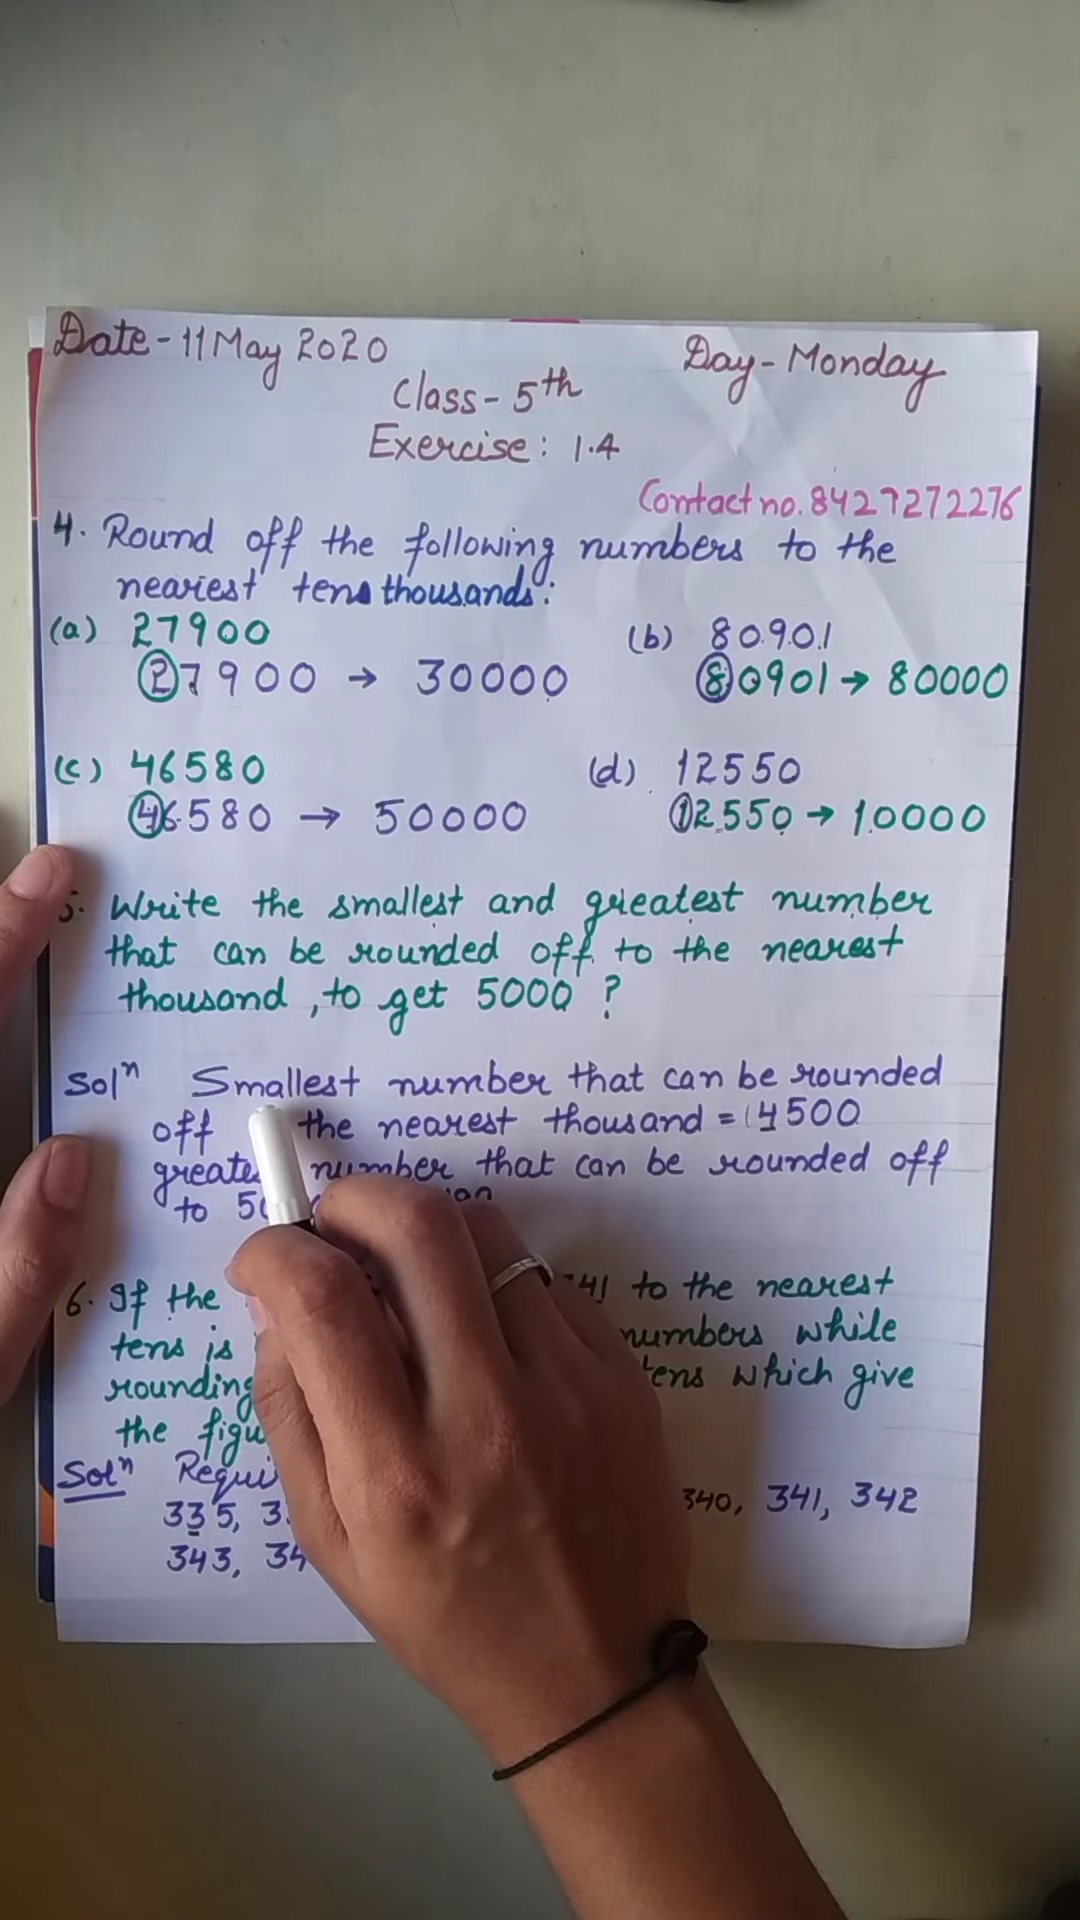 Date - 11 May 2020 Day - Monday
Class - 5th
Exercise : 1.4
Contact no. 8427272276
4. Round off the following numbers to the
nearest tens thousands :
(a) 27900 (b) 80901
27900 → 30000 80901 → 80000
(c) 46580 (d) 12550
46580 → 50000 12550 → 10000
5. Write the smallest and greatest number
that can be rounded off to the nearest
thousand, to get 5000 ?
Soln Smallest number that can be rounded
off the nearest thousand = 4500
number that can be rounded off
to
6. If the to the nearest
tens is numbers while
rounding tens which give
the
Soln
335, 340, 341, 342
343,